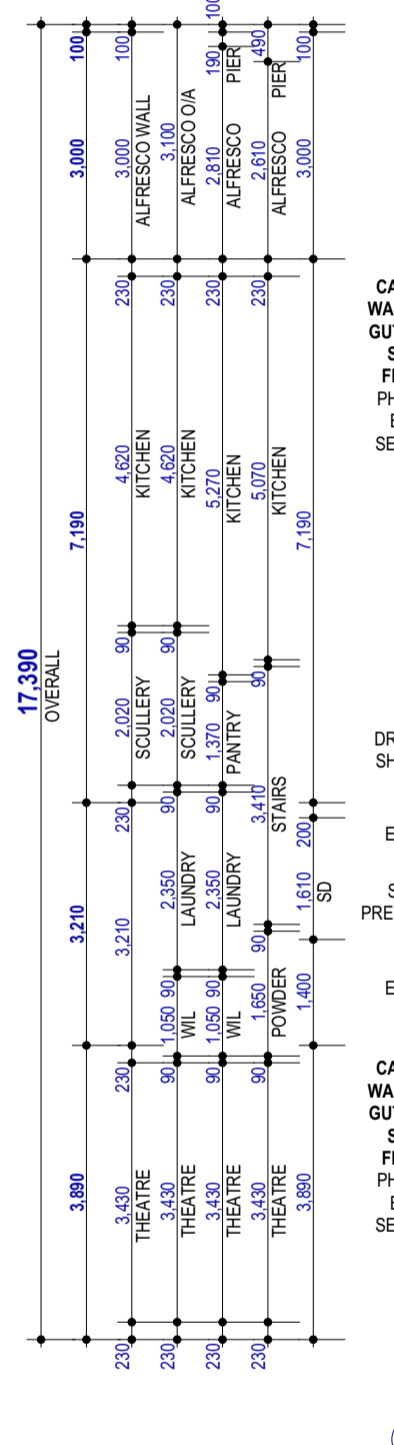 17,390
OVERALL
3,890
3,210
7,190
3,000
100
230
3,430
THEATRE
230
3,210
230
2,020
SCULLERY
90
4,620
KITCHEN
230
3,000
ALFRESCO WALL
100
230
3,430
THEATRE
90
1,050
WIL
90
2,350
LAUNDRY
90
2,020
SCULLERY
90
4,620
KITCHEN
230
3,100
ALFRESCO O/A
230
3,430
THEATRE
90
1,050
WIL
90
2,350
LAUNDRY
90
1,370
PANTRY
90
5,270
KITCHEN
230
2,810
ALFRESCO
190
PIER
100
230
3,430
THEATRE
90
1,650
POWDER
90
3,410
STAIRS
90
5,070
KITCHEN
230
2,610
ALFRESCO
490
PIER
3,890
1,400
1,610
SD
200
7,190
3,000
100